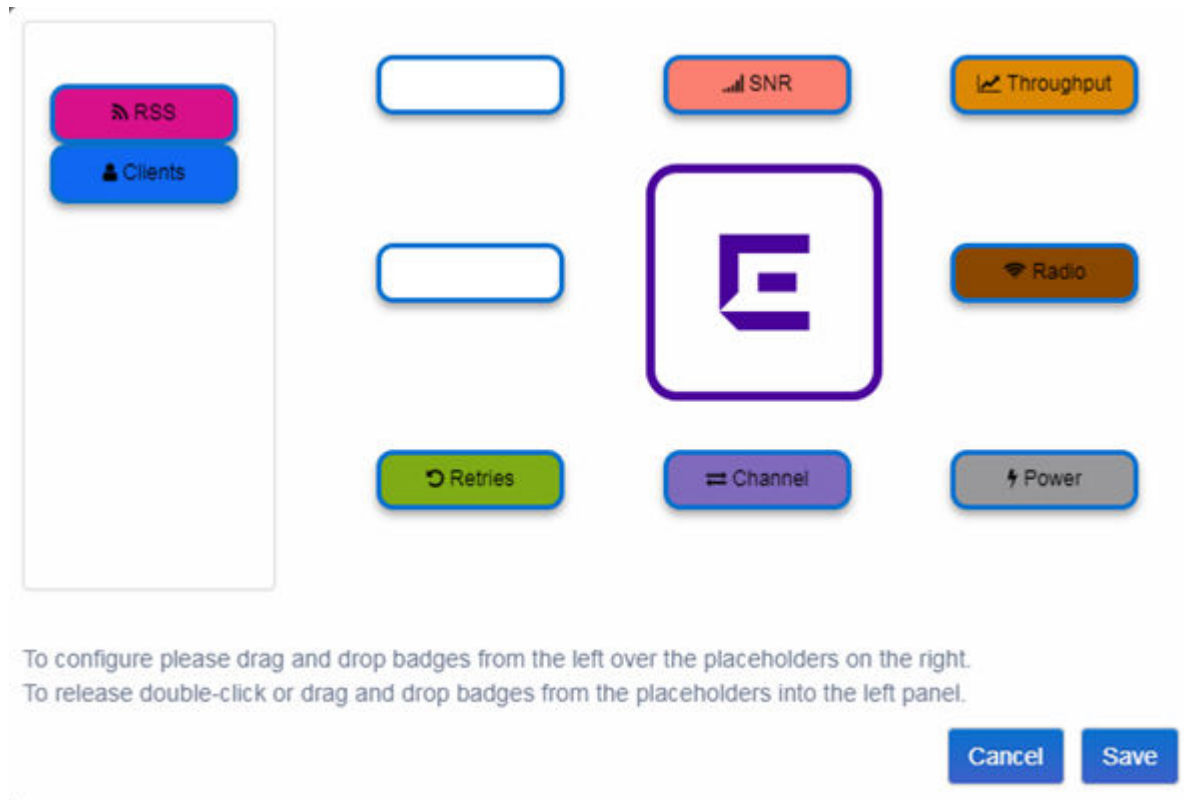 RSS
Clients
SNR
Throughput
Radio
Retries
Channel
Power
To configure please drag and drop badges from the left over the placeholders on the right.
To release double-click or drag and drop badges from the placeholders into the left panel.
Cancel
Save